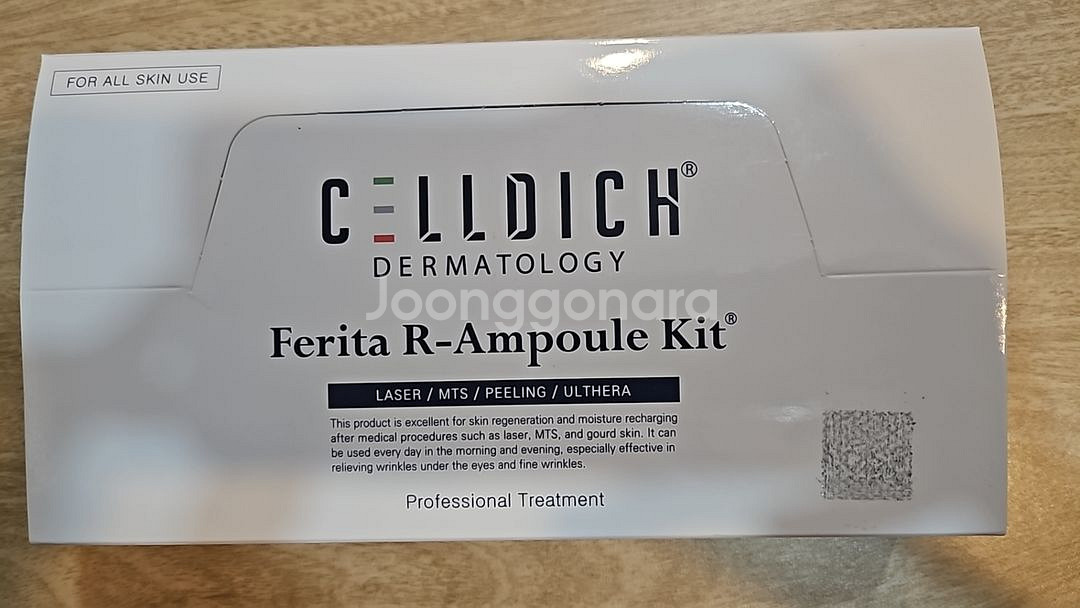 FOR ALL SKIN USE
CELLDICH®
DERMATOLOGY
Joonggonara
Ferita R-Ampoule Kit®
LASER / MTS / PEELING / ULTHERA
This product is excellent for skin regeneration and moisture recharging
after medical procedures such as laser, MTS, and gourd skin. It can
be used every day in the morning and evening, especially effective in
relieving wrinkles under the eyes and fine wrinkles.
Professional Treatment